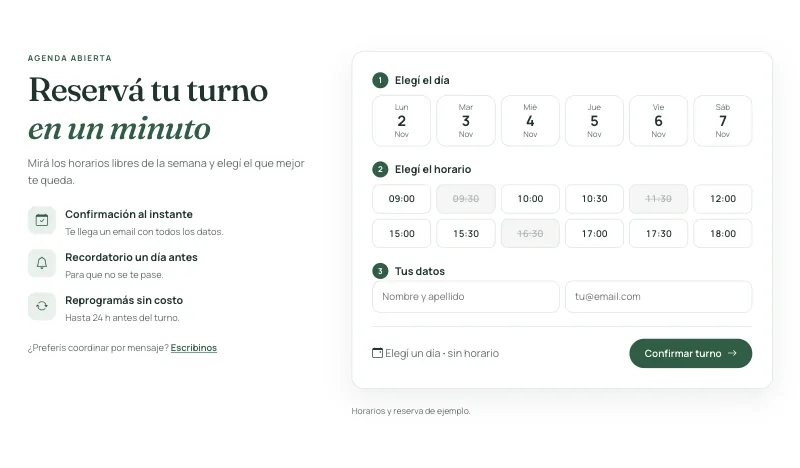 AGENDA ABIERTA
Reservá tu turno
en un minuto
Mirá los horarios libres de la semana y elegí el que mejor
te queda.
Confirmación al instante
Te llega un email con todos los datos.
Recordatorio un día antes
Para que no se te pase.
Reprogramás sin costo
Hasta 24 h antes del turno.
¿Preferís coordinar por mensaje? Escribinos
1 Elegí el día
Lun Mar Mié Jue Vie Sáb
2 3 4 5 6 7
Nov Nov Nov Nov Nov Nov
2 Elegí el horario
09:00 09:30 10:00 10:30 11:30 12:00
15:00 15:30 16:30 17:00 17:30 18:00
3 Tus datos
Nombre y apellido tu@email.com
Elegí un día · sin horario Confirmar turno →
Horarios y reserva de ejemplo.